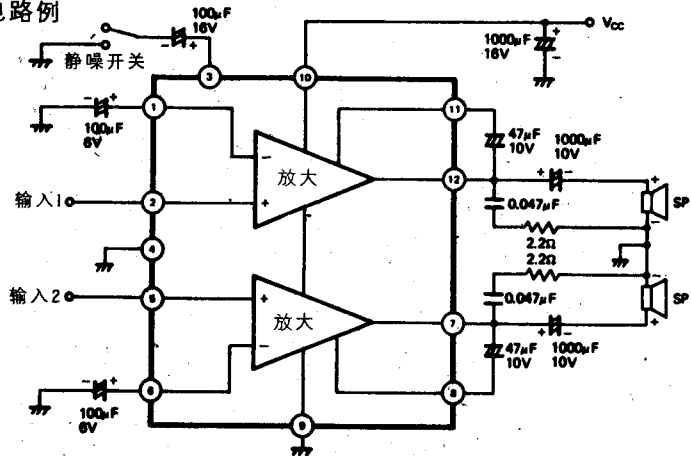 电路例
100μF
16V
Vcc
1000μF
16V
- +
静噪开关
3
10
1
11
100μF
6V
47μF
10V
1000μF
10V
放大
12
输入1
2
0.047μF
SP
2.2Ω
4
2.2Ω
输入2
5
放大
0.047μF
SP
7
47μF
10V
1000μF
10V
6
8
100μF
6V
9